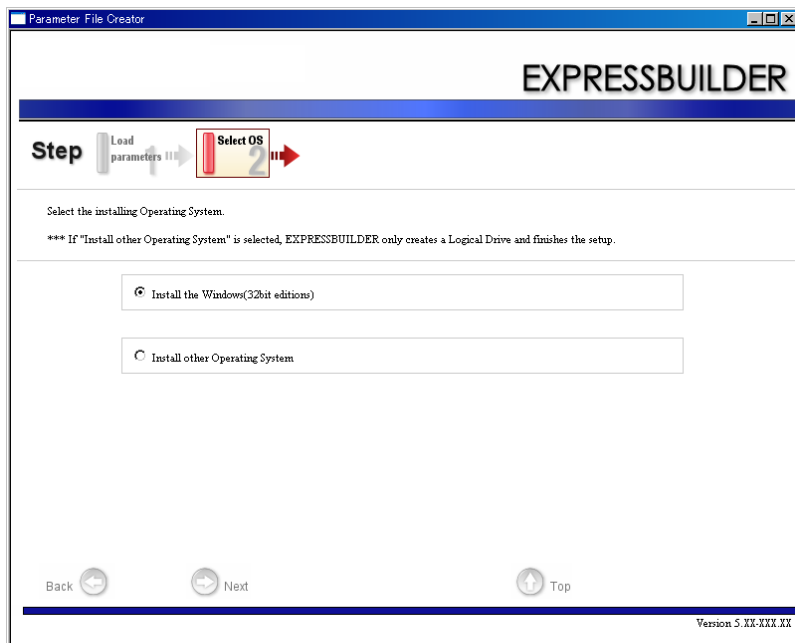 Parameter File Creator
EXPRESSBUILDER
Step
Load
parameters 1
Select OS
2
Select the installing Operating System.
*** If "Install other Operating System" is selected, EXPRESSBUILDER only creates a Logical Drive and finishes the setup.
Install the Windows(32bit editions)
Install other Operating System
Back
Next
Top
Version 5.XX-XXX.XX